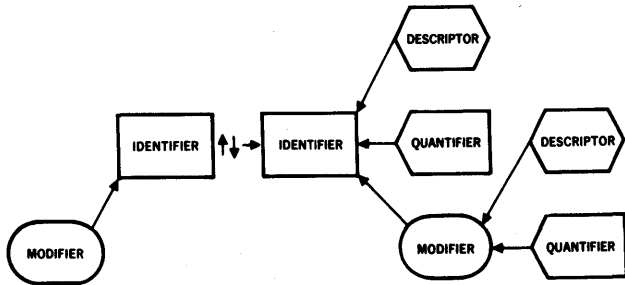 DESCRIPTOR
IDENTIFIER
IDENTIFIER
QUANTIFIER
DESCRIPTOR
MODIFIER
MODIFIER
QUANTIFIER